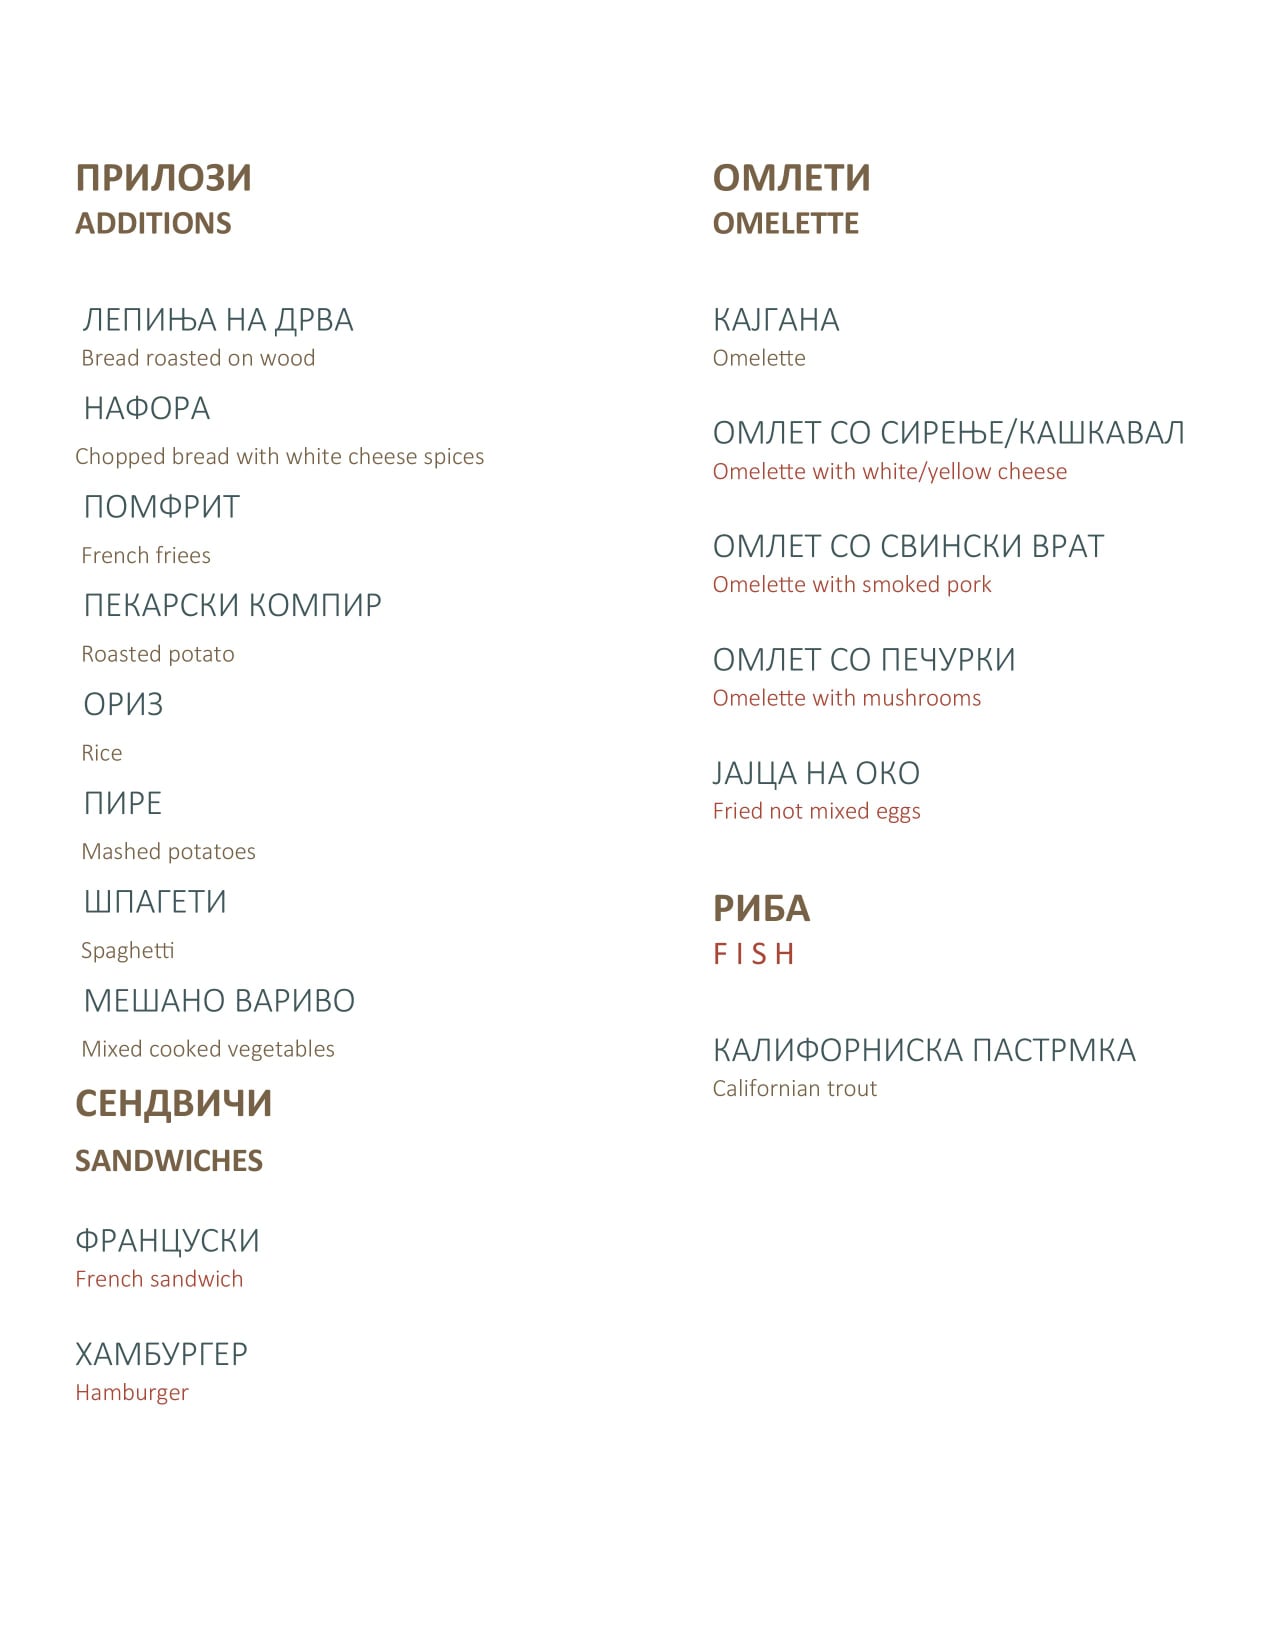 ПРИЛОЗИ
ADDITIONS
ЛЕПИЊА НА ДРВА
Bread roasted on wood
НАФОРА
Chopped bread with white cheese spices
ПОМФРИТ
French friees
ПЕКАРСКИ КОМПИР
Roasted potato
ОРИЗ
Rice
ПИРЕ
Mashed potatoes
ШПАГЕТИ
Spaghetti
МЕШАНО ВАРИВО
Mixed cooked vegetables
СЕНДВИЧИ
SANDWICHES
ФРАНЦУСКИ
French sandwich
ХАМБУРГЕР
Hamburger
ОМЛЕТИ
OMELETTE
КАЈГАНА
Omelette
ОМЛЕТ СО СИРЕЊЕ/КАШКАВАЛ
Omelette with white/yellow cheese
ОМЛЕТ СО СВИНСКИ ВРАТ
Omelette with smoked pork
ОМЛЕТ СО ПЕЧУРКИ
Omelette with mushrooms
ЈАЈЦА НА ОКО
Fried not mixed eggs
РИБА
F I S H
КАЛИФОРНИСКА ПАСТРМКА
Californian trout